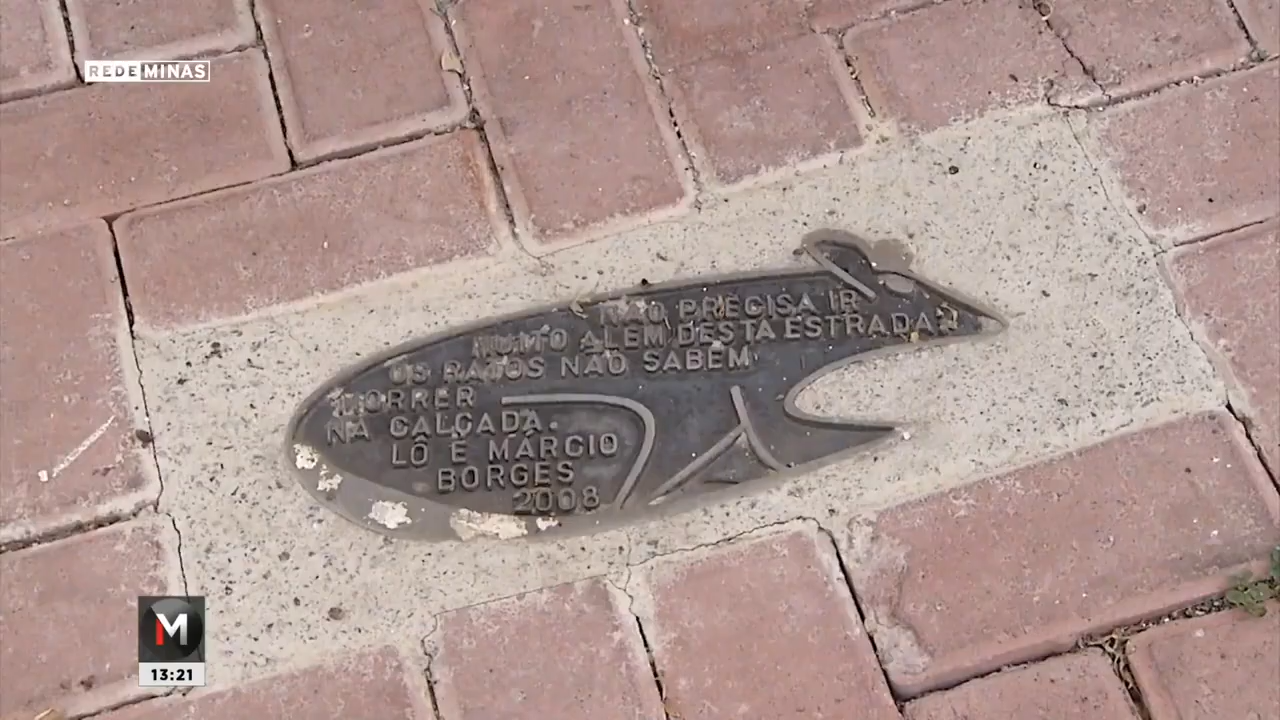 REDE MINAS
NÃO PRECISA IR
MUITO ALÉM DESTA ESTRADA.
OS RATOS NÃO SABEM
MORRER
NA CALÇADA.
LÔ E MÁRCIO
BORGES
2008
M
13:21